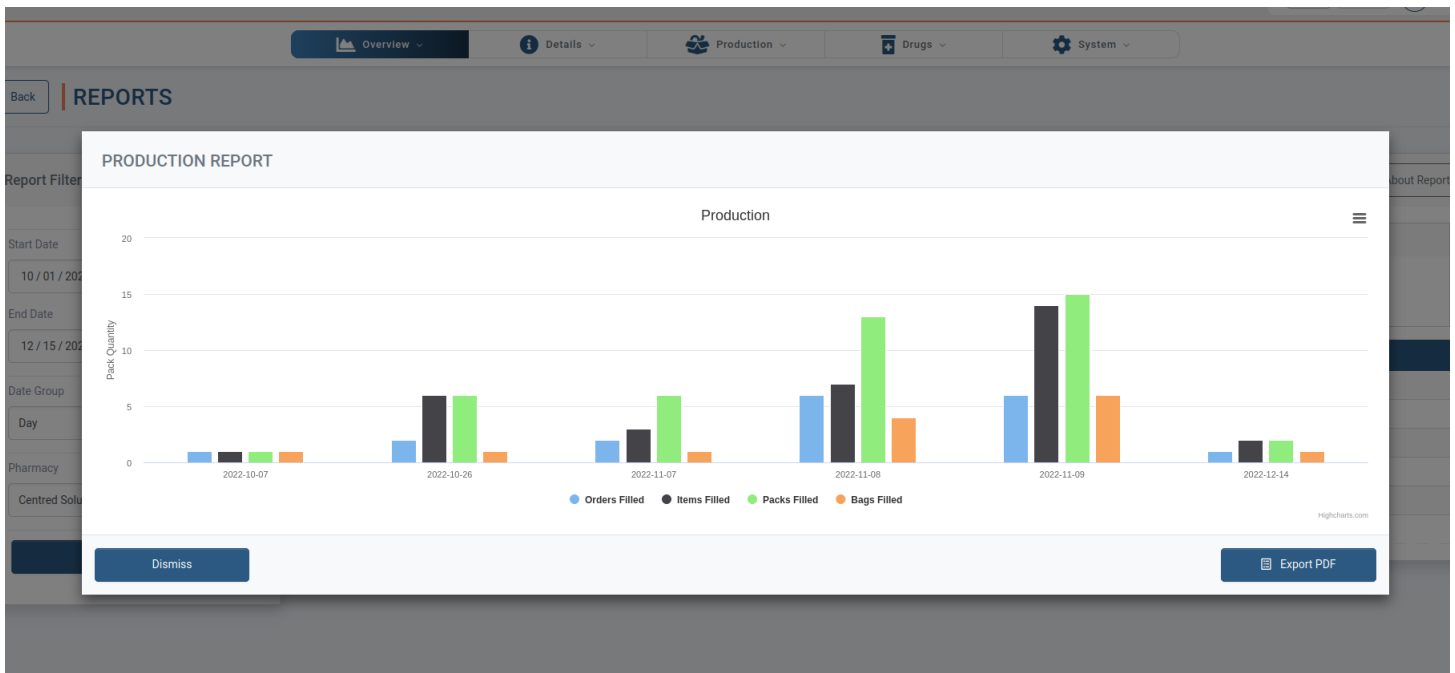 Overview
Details
Production
Drugs
System
Back
REPORTS
PRODUCTION REPORT
Report Filter
About Report
Start Date
10 / 01 / 202
End Date
12 / 15 / 202
Date Group
Day
Pharmacy
Centred Solu
Production
Pack Quantity
20
15
10
5
0
2022-10-07
2022-10-26
2022-11-07
2022-11-08
2022-11-09
2022-12-14
Orders Filled
Items Filled
Packs Filled
Bags Filled
Highcharts.com
Dismiss
Export PDF